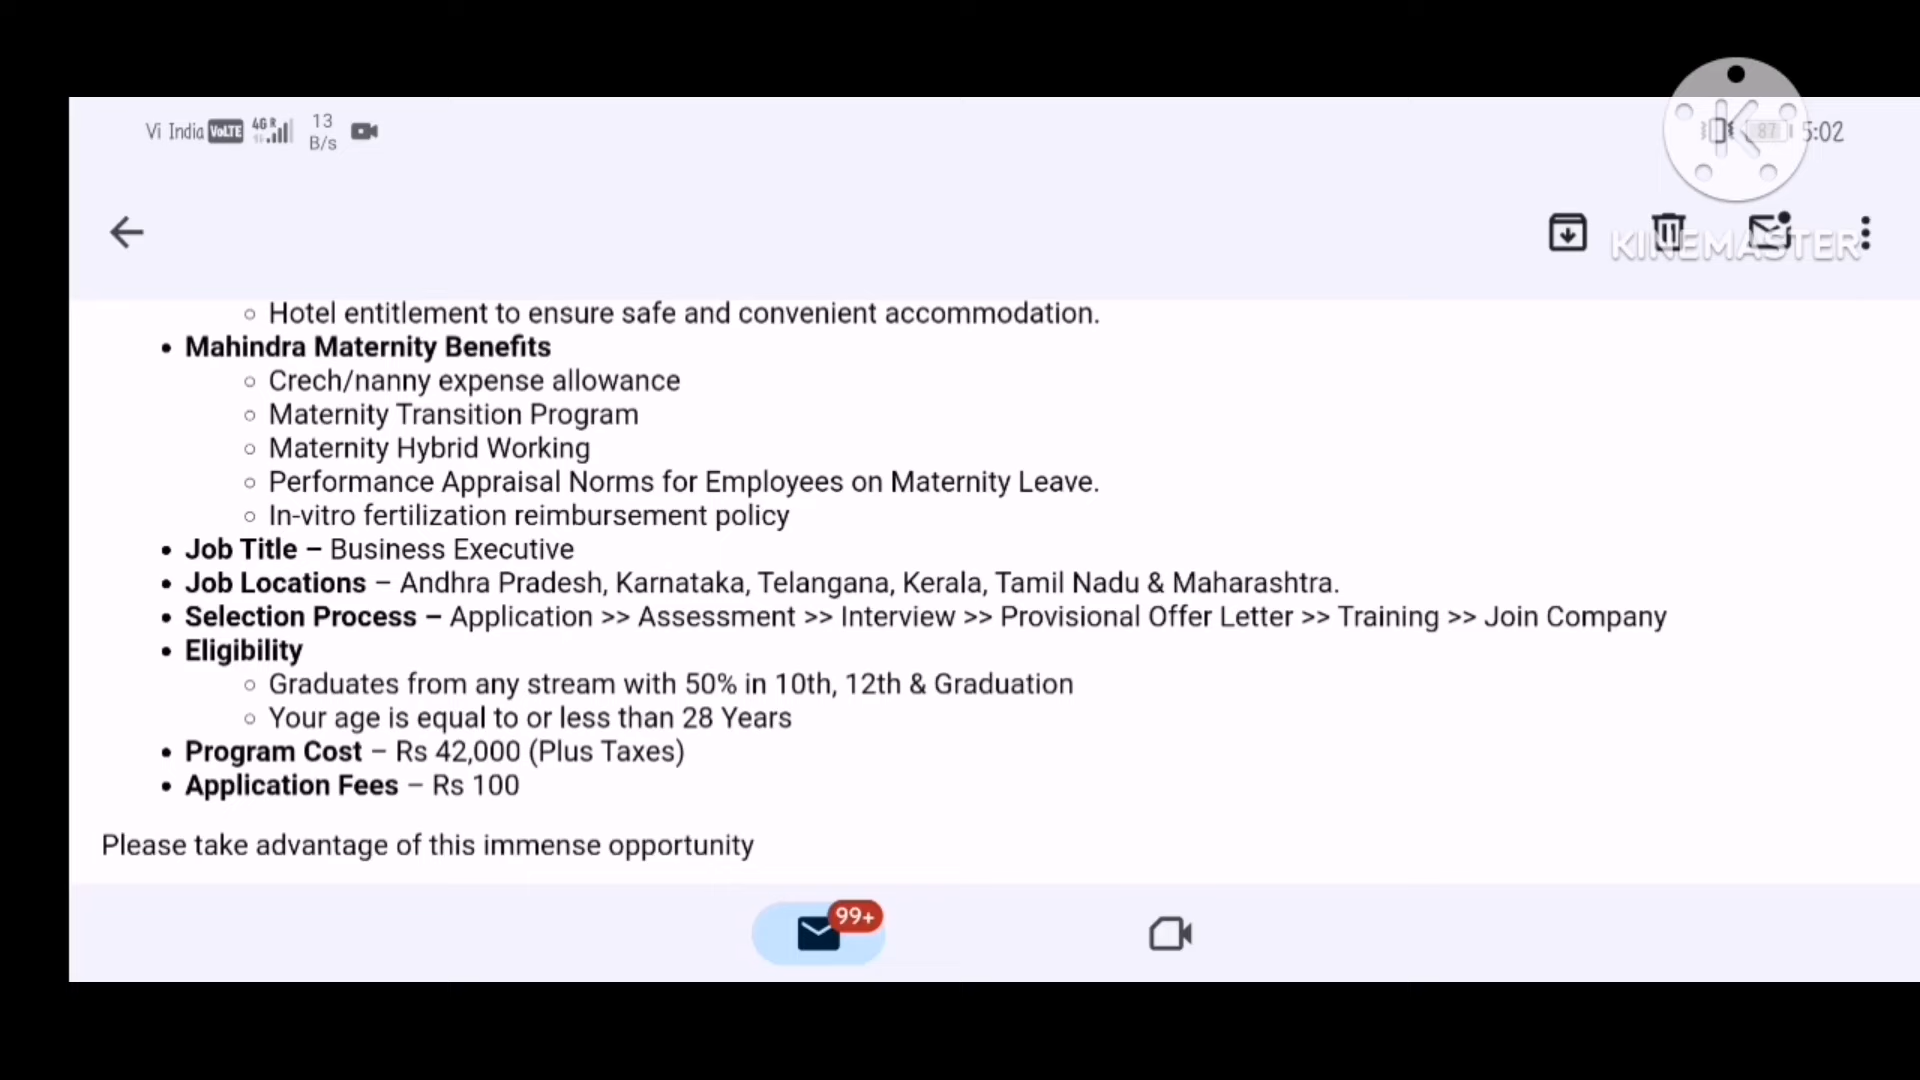 Vi India VoLTE 4G R 13 B/s 87 5:02
KINEMASTER
Hotel entitlement to ensure safe and convenient accommodation.
Mahindra Maternity Benefits
Crech/nanny expense allowance
Maternity Transition Program
Maternity Hybrid Working
Performance Appraisal Norms for Employees on Maternity Leave.
In-vitro fertilization reimbursement policy
Job Title – Business Executive
Job Locations – Andhra Pradesh, Karnataka, Telangana, Kerala, Tamil Nadu & Maharashtra.
Selection Process – Application >> Assessment >> Interview >> Provisional Offer Letter >> Training >> Join Company
Eligibility
Graduates from any stream with 50% in 10th, 12th & Graduation
Your age is equal to or less than 28 Years
Program Cost – Rs 42,000 (Plus Taxes)
Application Fees – Rs 100
Please take advantage of this immense opportunity
99+